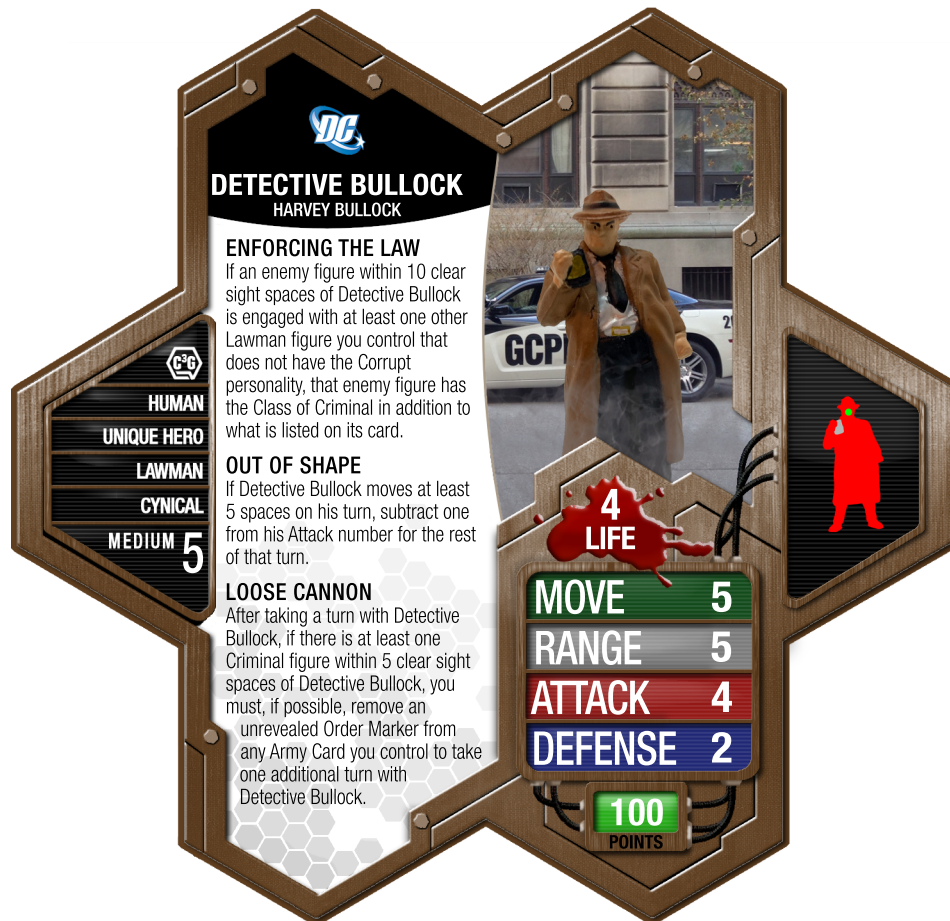 DC
DETECTIVE BULLOCK
HARVEY BULLOCK
ENFORCING THE LAW
If an enemy figure within 10 clear
sight spaces of Detective Bullock
is engaged with at least one other
Lawman figure you control that
does not have the Corrupt
personality, that enemy figure has
the Class of Criminal in addition to
what is listed on its card.
OUT OF SHAPE
If Detective Bullock moves at least
5 spaces on his turn, subtract one
from his Attack number for the rest
of that turn.
LOOSE CANNON
After taking a turn with Detective
Bullock, if there is at least one
Criminal figure within 5 clear sight
spaces of Detective Bullock, you
must, if possible, remove an
unrevealed Order Marker from
any Army Card you control to take
one additional turn with
Detective Bullock.
C3G
HUMAN
UNIQUE HERO
LAWMAN
CYNICAL
MEDIUM 5
GCP
4
LIFE
MOVE 5
RANGE 5
ATTACK 4
DEFENSE 2
100
POINTS